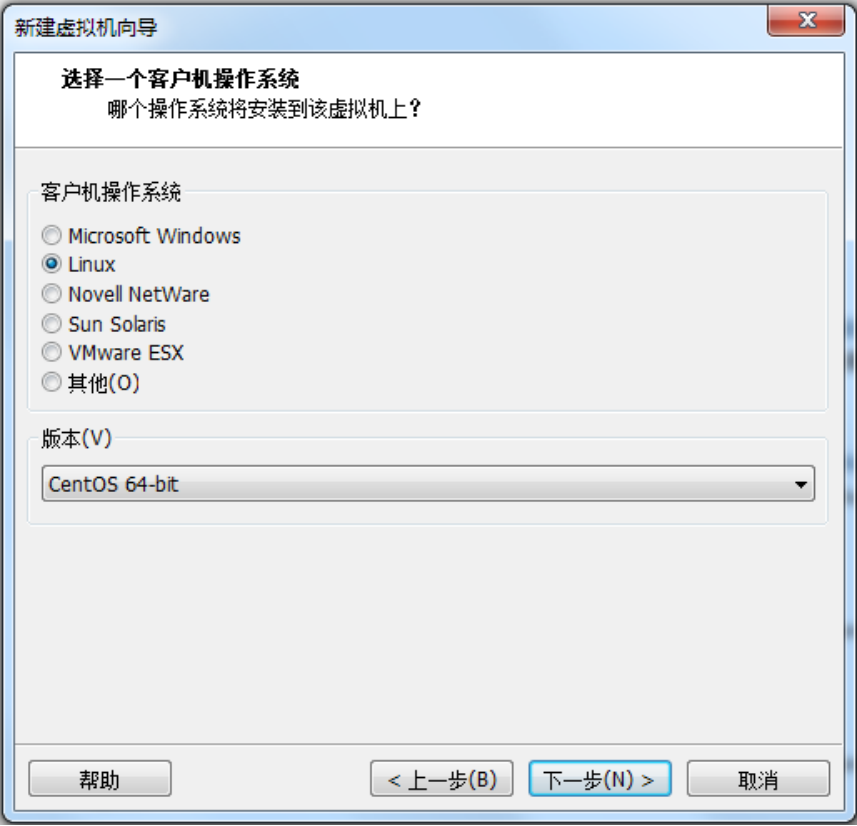 新建虚拟机向导
选择一个客户机操作系统
哪个操作系统将安装到该虚拟机上？
客户机操作系统
Microsoft Windows
Linux
Novell NetWare
Sun Solaris
VMware ESX
其他(O)
版本(V)
CentOS 64-bit
帮助
< 上一步(B)
下一步(N) >
取消